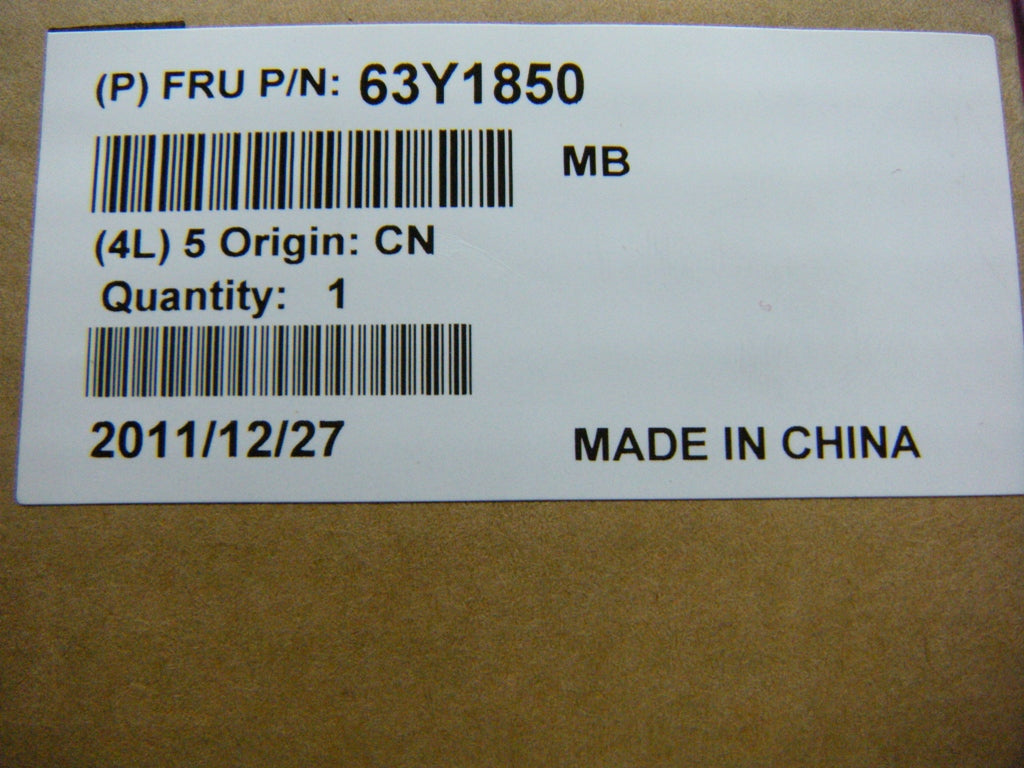 (P) FRU P/N: 63Y1850
MB
(4L) 5 Origin: CN
Quantity: 1
2011/12/27
MADE IN CHINA